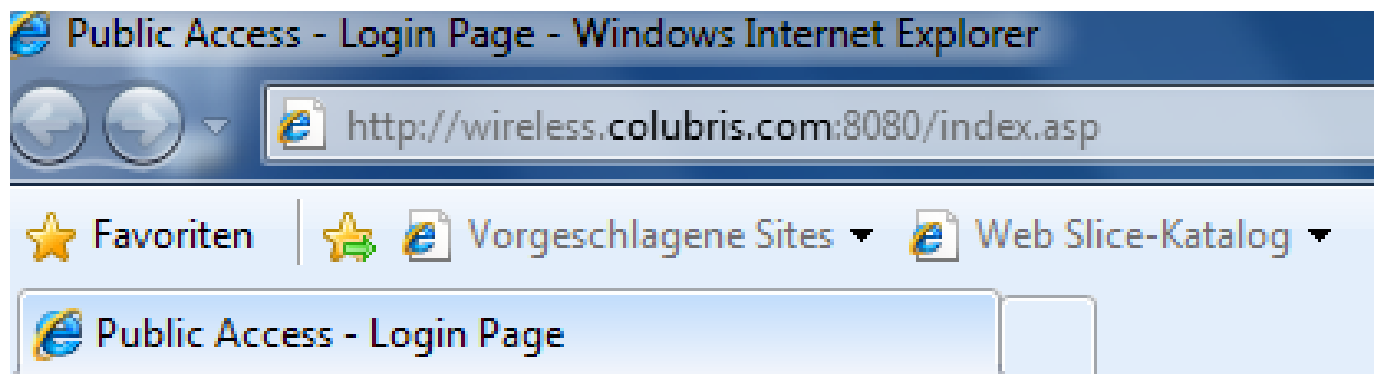 Public Access - Login Page - Windows Internet Explorer
http://wireless.colubris.com:8080/index.asp
Favoriten Vorgeschlagene Sites Web Slice-Katalog
Public Access - Login Page